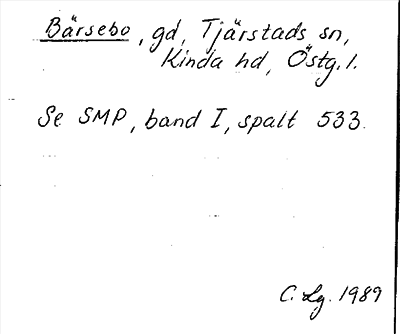 Bärsebo, gd, Tjärstads sn,
Kinda hd, Östg. l.
Se SMP, band I, spalt 533.
C. Lg. 1989